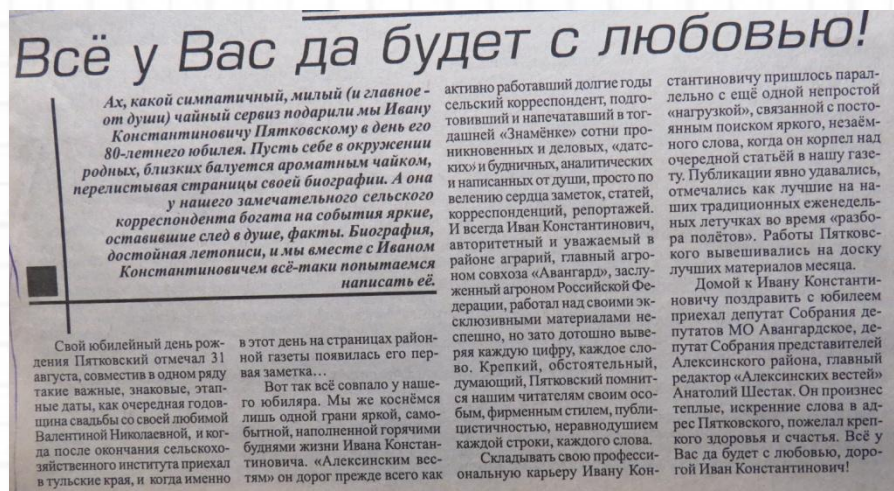 Всё у Вас да будет с любовью!
Ах, какой симпатичный, милый (и главное -
от души) чайный сервиз подарили мы Ивану
Константиновичу Пятковскому в день его
80-летнего юбилея. Пусть себе в окружении
родных, близких балуется ароматным чайком,
перелистывая страницы своей биографии. А она
у нашего замечательного сельского
корреспондента богата на события яркие,
оставившие след в душе, факты. Биография,
достойная летописи, и мы вместе с Иваном
Константиновичем всё-таки попытаемся
написать её.
Свой юбилейный день рож-
дения Пятковский отмечал 31
августа, совместив в одном ряду
такие важные, знаковые, этап-
ные даты, как очередная годов-
щина свадьбы со своей любимой
Валентиной Николаевной, и ког-
да после окончания сельскохо-
зяйственного института приехал
в тульские края, и когда именно
в этот день на страницах район-
ной газеты появилась его пер-
вая заметка…
Вот так всё совпало у наше-
го юбиляра. Мы же коснёмся
лишь одной грани яркой, само-
бытной, наполненной горячими
буднями жизни Ивана Констан-
тиновича. «Алексинским вес-
тям» он дорог прежде всего как
активно работавший долгие годы
сельский корреспондент, подго-
товивший и напечатавший в тог-
дашней «Знамёнке» сотни про-
никновенных и деловых, «датс-
ких» и будничных, аналитических
и написанных от души, просто по
велению сердца заметок, статей,
корреспонденций, репортажей.
И всегда Иван Константинович,
авторитетный и уважаемый в
районе аграрий, главный агро-
ном совхоза «Авангард», заслу-
женный агроном Российской Фе-
дерации, работал над своими эк-
склюзивными материалами не-
спешно, но зато дотошно выве-
ряя каждую цифру, каждое сло-
во. Крепкий, обстоятельный,
думающий, Пятковский помнит-
ся нашим читателям своим осо-
бым, фирменным стилем, публи-
цистичностью, неравнодушием
каждой строки, каждого слова.
Складывать свою професси-
ональную карьеру Ивану Кон-
стантиновичу пришлось парал-
лельно с ещё одной непростой
«нагрузкой», связанной с посто-
янным поиском яркого, незаём-
ного слова, когда он корпел над
очередной статьёй в нашу газе-
ту. Публикации явно удавались,
отмечались как лучшие на на-
ших традиционных еженедель-
ных летучках во время «разбо-
ра полётов». Работы Пятковс-
кого вывешивались на доску
лучших материалов месяца.
Домой к Ивану Константи-
новичу поздравить с юбилеем
приехал депутат Собрания де-
путатов МО Авангардское, де-
путат Собрания представителей
Алексинского района, главный
редактор «Алексинских вестей»
Анатолий Шестак. Он произнес
теплые, искренние слова в ад-
рес Пятковского, пожелал креп-
кого здоровья и счастья. Всё у
Вас да будет с любовью, доро-
гой Иван Константинович!